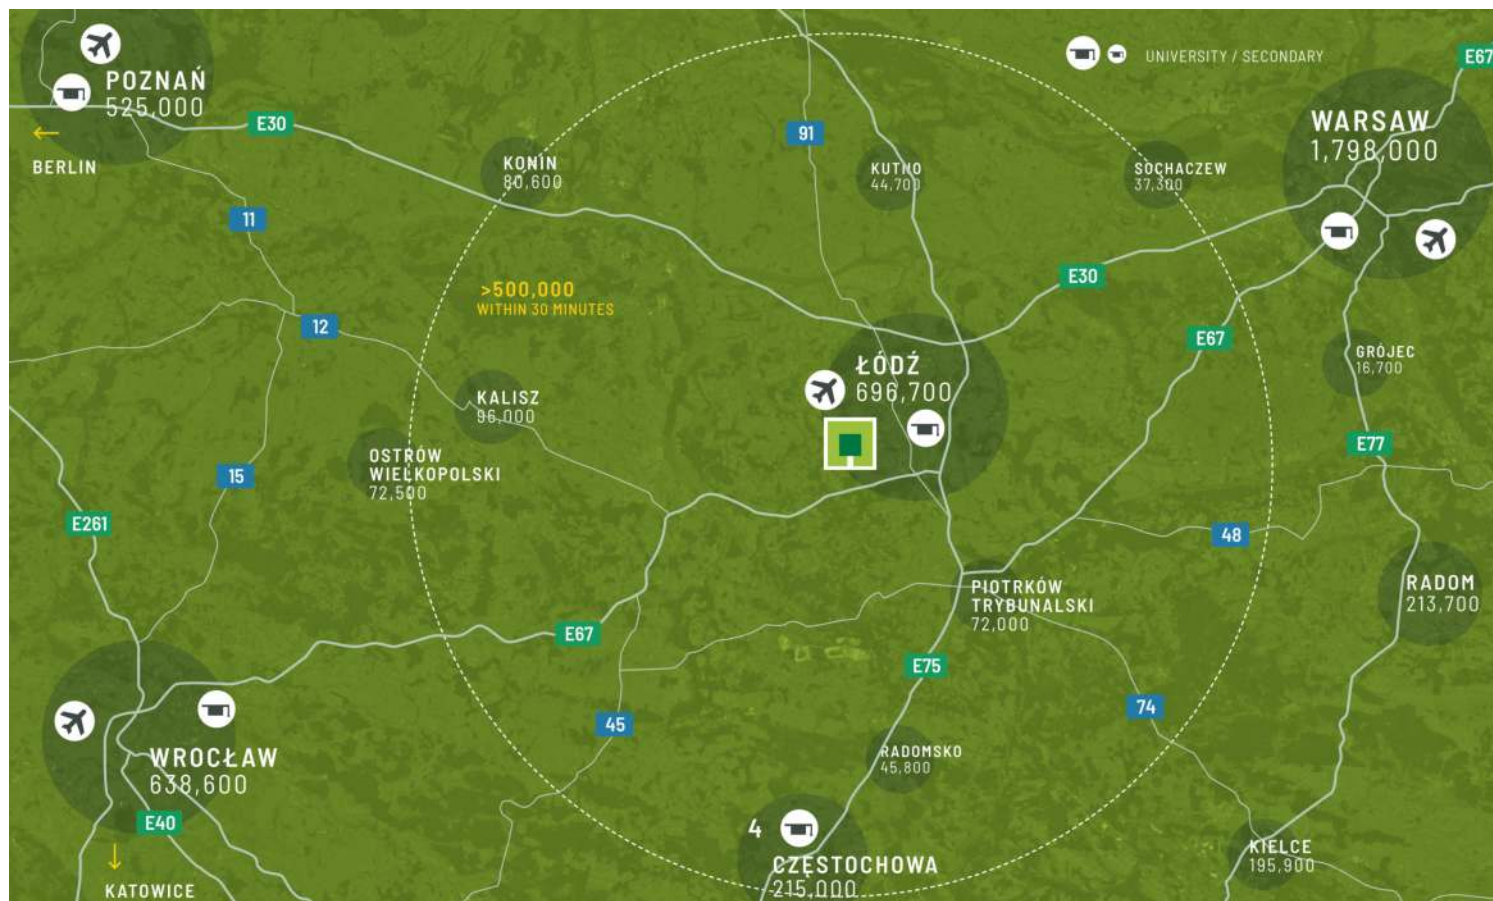 POZNAŃ
525,000
BERLIN
E30
11
12
15
E261
KONIN
80,600
>500,000
WITHIN 30 MINUTES
KALISZ
96,000
OSTRÓW
WIELKOPOLSKI
72,500
91
KUTNO
44,700
UNIVERSITY / SECONDARY
SOCHACZEW
37,300
E67
WARSAW
1,798,000
E30
E67
GRÓJEC
16,700
E77
ŁÓDŹ
696,700
48
RADOM
213,700
PIOTRKÓW
TRYBUNALSKI
72,000
E67
E75
45
74
RADOMSKO
45,800
WROCŁAW
638,600
E40
KATOWICE
4
CZĘSTOCHOWA
215,000
KIELCE
195,900